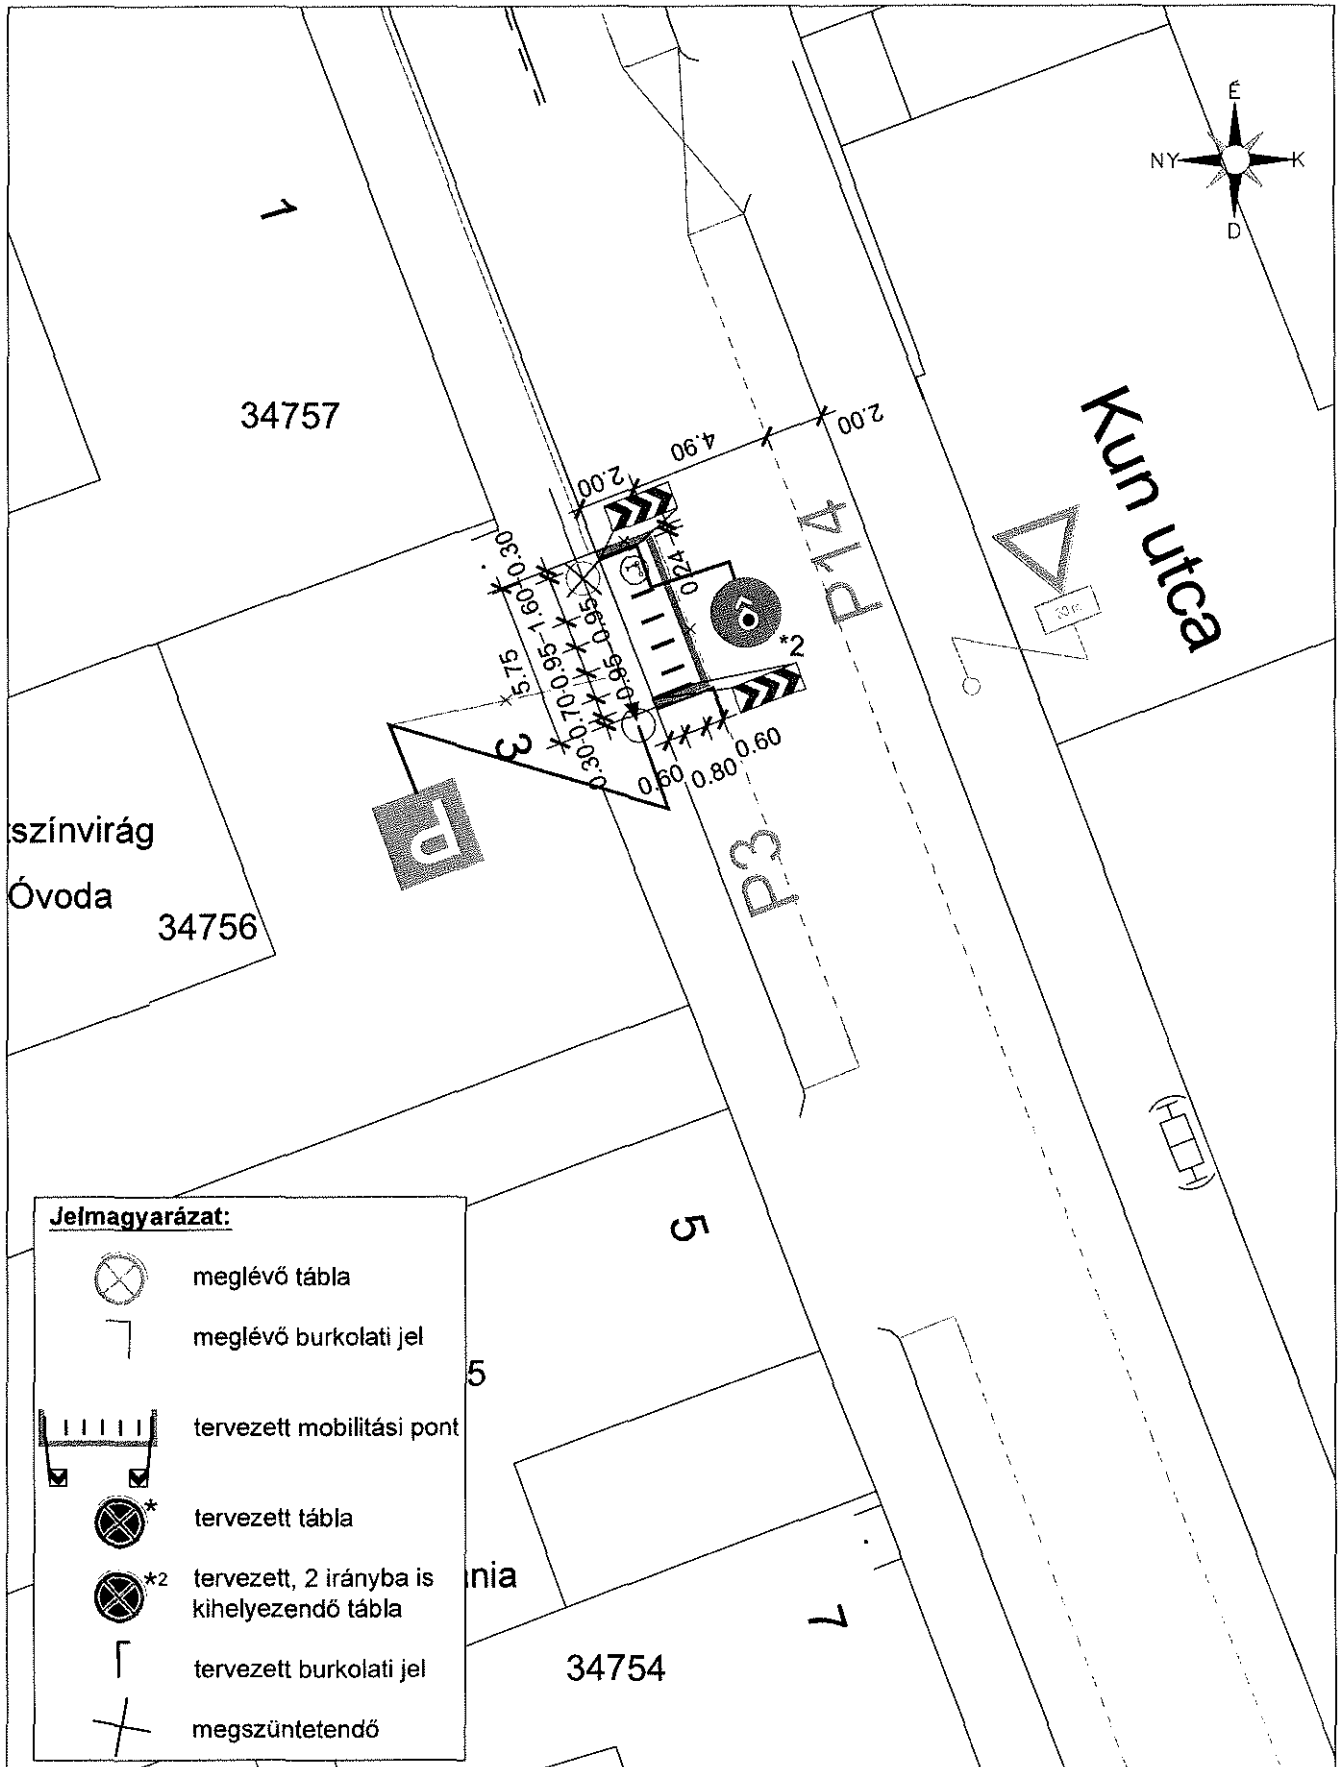 É
NY
K
D
1
34757
Kun utca
2.00
4.90
2.00
0.24
P14
0.30
1.60
0.95
0.70
0.30
0.95
0.95
5.75
*2
0.60
0.80
0.60
3
P
P3
színvirág
Óvoda
34756
5
Jelmagyarázat:
meglévő tábla
meglévő burkolati jel
5
tervezett mobilitási pont
* tervezett tábla
*2 tervezett, 2 irányba is
kihelyezendő tábla
nia
tervezett burkolati jel
megszüntetendő
34754
7